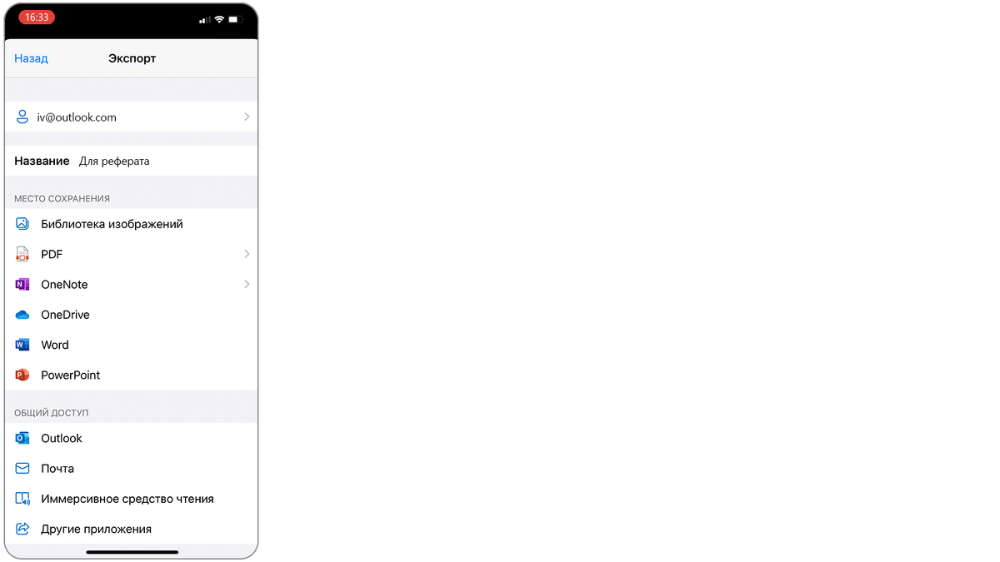 16:33
Назад Экспорт
iv@outlook.com
Название Для реферата
МЕСТО СОХРАНЕНИЯ
Библиотека изображений
PDF
OneNote
OneDrive
Word
PowerPoint
ОБЩИЙ ДОСТУП
Outlook
Почта
Иммерсивное средство чтения
Другие приложения